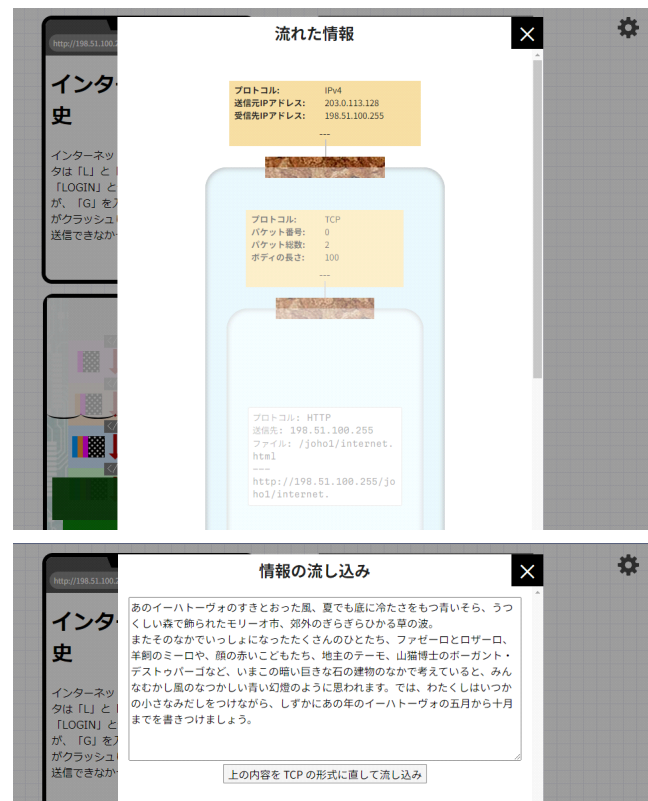 流れた情報
http://198.51.100.2
インタ
史
インターネッ
タは「L」と
「LOGIN」と
が、「G」を
がクラッシュ
送信できなか
プロトコル: IPv4
送信元IPアドレス: 203.0.113.128
受信先IPアドレス: 198.51.100.255
---
プロトコル: TCP
パケット番号: 0
パケット総数: 2
ボディの長さ: 100
---
プロトコル: HTTP
送信先: 198.51.100.255
ファイル: /joho1/internet.
html
---
http://198.51.100.255/jo
ho1/internet.
情報の流し込み
http://198.51.100.2
インタ
史
インターネッ
タは「L」と
「LOGIN」と
が、「G」を
がクラッシュ
送信できなか
あのイーハトーヴォのすきとおった風、夏でも底に冷たさをもつ青いそら、うつ
くしい森で飾られたモリーオ市、郊外のぎらぎらひかる草の波。
またそのなかでいっしょになったたくさんのひとたち、ファゼーロとロザーロ、
羊飼のミーロや、顔の赤いこどもたち、地主のテーモ、山猫博士のボーガント・
デストゥパーゴなど、いまこの暗い巨きな石の建物のなかで考えていると、みん
なむかし風のなつかしい青い幻燈のように思われます。では、わたくしはいつか
の小さなみだしをつけながら、しずかにあの年のイーハトーヴォの五月から十月
までを書きつけましょう。
上の内容を TCP の形式に直して流し込み